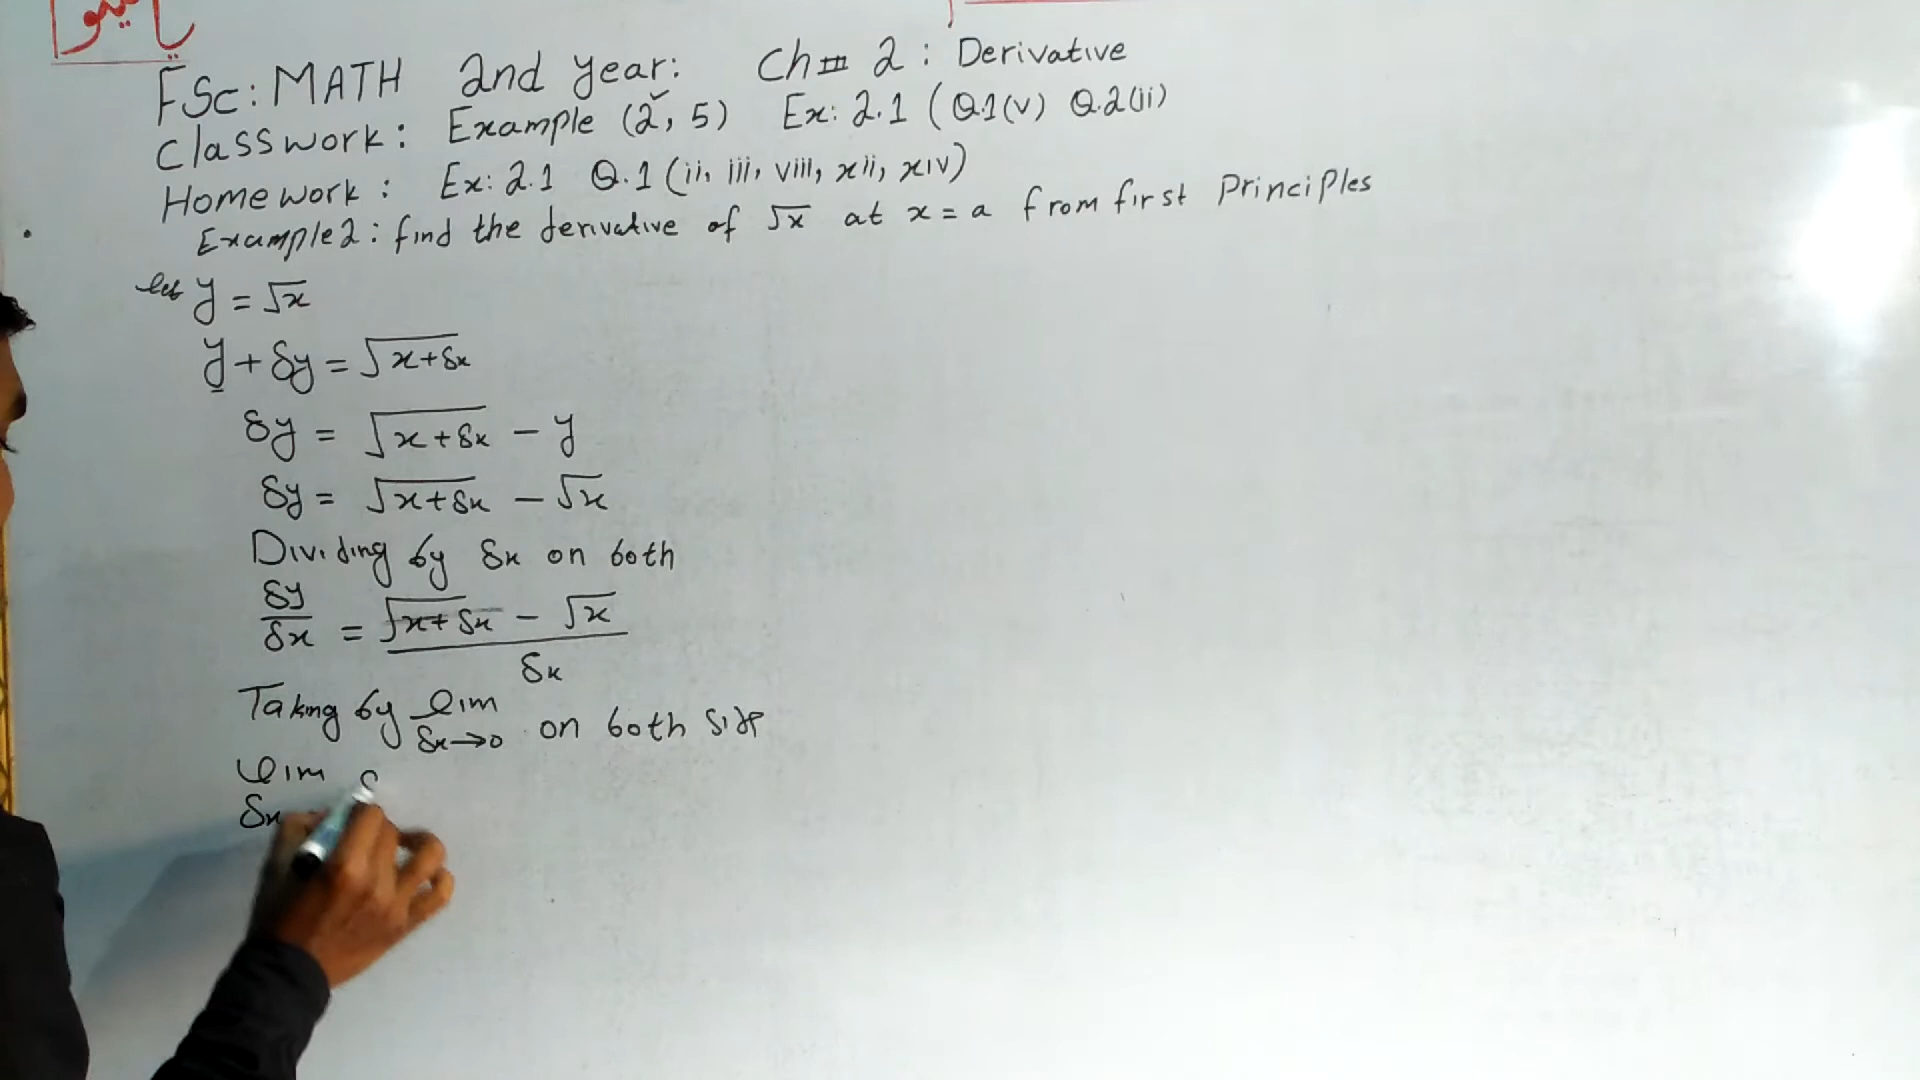 FSc: MATH 2nd year: Ch# 2: Derivative
Classwork: Example (2, 5) Ex: 2.1 (Q.1(v) Q.2(ii)
Homework: Ex: 2.1 Q.1 (ii, iii, viii, xii, xiv)
Example 2: find the derivative of √x at x = a from first principles
let y = √x
y + δy = √(x+δx)
δy = √(x+δx) − y
δy = √(x+δx) − √x
Dividing by δx on both
δy/δx = (√(x+δx) − √x)/δx
Taking by lim δx→0 on both side
lim
δx